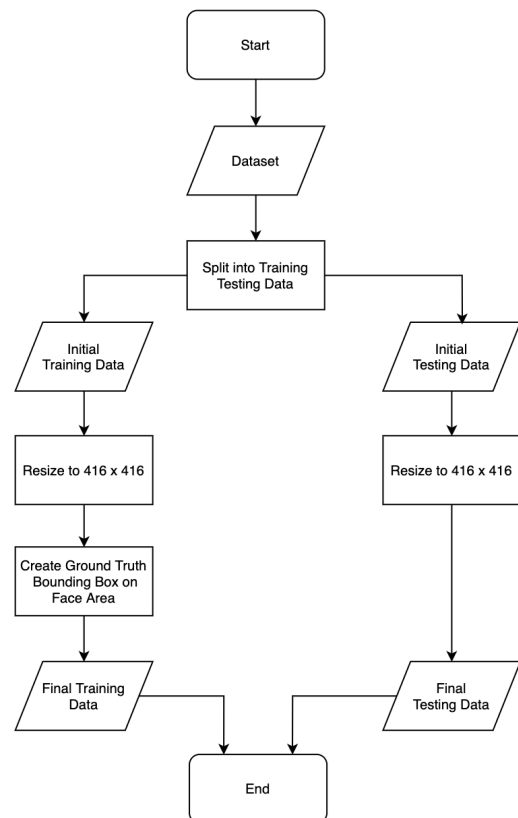 Start
Dataset
Split into Training
Testing Data
Initial
Training Data
Initial
Testing Data
Resize to 416 x 416
Resize to 416 x 416
Create Ground Truth
Bounding Box on
Face Area
Final Training
Data
Final
Testing Data
End